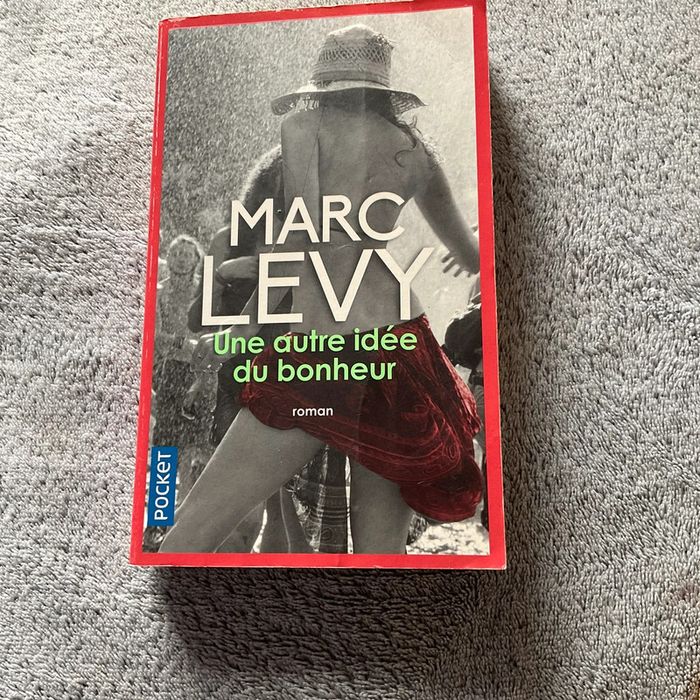 MARC
LEVY
Une autre idée
du bonheur
roman
POCKET